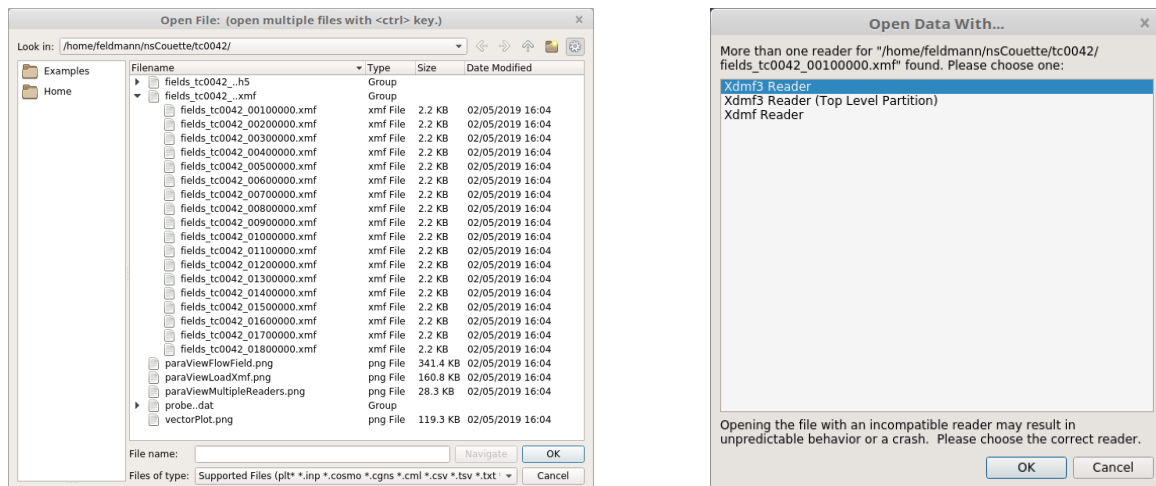 Open File:  (open multiple files with <ctrl> key.)
Look in: /home/feldmann/nsCouette/tc0042/
Examples
Home
Filename Type Size Date Modified
fields_tc0042_..h5 Group
fields_tc0042_..xmf Group
fields_tc0042_00100000.xmf xmf File 2.2 KB 02/05/2019 16:04
fields_tc0042_00200000.xmf xmf File 2.2 KB 02/05/2019 16:04
fields_tc0042_00300000.xmf xmf File 2.2 KB 02/05/2019 16:04
fields_tc0042_00400000.xmf xmf File 2.2 KB 02/05/2019 16:04
fields_tc0042_00500000.xmf xmf File 2.2 KB 02/05/2019 16:04
fields_tc0042_00600000.xmf xmf File 2.2 KB 02/05/2019 16:04
fields_tc0042_00700000.xmf xmf File 2.2 KB 02/05/2019 16:04
fields_tc0042_00800000.xmf xmf File 2.2 KB 02/05/2019 16:04
fields_tc0042_00900000.xmf xmf File 2.2 KB 02/05/2019 16:04
fields_tc0042_01000000.xmf xmf File 2.2 KB 02/05/2019 16:04
fields_tc0042_01100000.xmf xmf File 2.2 KB 02/05/2019 16:04
fields_tc0042_01200000.xmf xmf File 2.2 KB 02/05/2019 16:04
fields_tc0042_01300000.xmf xmf File 2.2 KB 02/05/2019 16:04
fields_tc0042_01400000.xmf xmf File 2.2 KB 02/05/2019 16:04
fields_tc0042_01500000.xmf xmf File 2.2 KB 02/05/2019 16:04
fields_tc0042_01600000.xmf xmf File 2.2 KB 02/05/2019 16:04
fields_tc0042_01700000.xmf xmf File 2.2 KB 02/05/2019 16:04
fields_tc0042_01800000.xmf xmf File 2.2 KB 02/05/2019 16:04
paraViewFlowField.png png File 341.4 KB 02/05/2019 16:04
paraViewLoadXmf.png png File 160.8 KB 02/05/2019 16:04
paraViewMultipleReaders.png png File 28.3 KB 02/05/2019 16:04
probe..dat Group
vectorPlot.png png File 119.3 KB 02/05/2019 16:04
File name: Navigate OK
Files of type: Supported Files (plt* *.inp *.cosmo *.cgns *.cml *.csv *.tsv *.txt Cancel
Open Data With...
More than one reader for "/home/feldmann/nsCouette/tc0042/
fields_tc0042_00100000.xmf" found. Please choose one:
Xdmf3 Reader
Xdmf3 Reader (Top Level Partition)
Xdmf Reader
Opening the file with an incompatible reader may result in
unpredictable behavior or a crash.  Please choose the correct reader.
OK Cancel